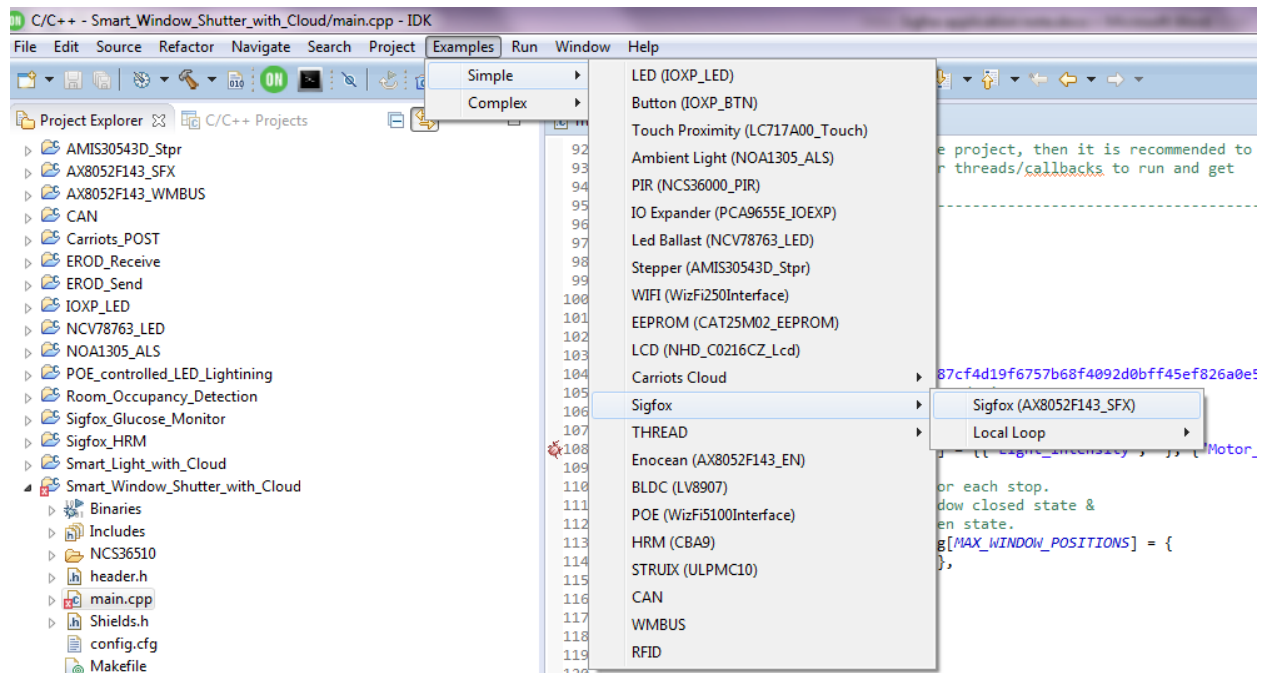 C/C++ - Smart_Window_Shutter_with_Cloud/main.cpp - IDK
File Edit Source Refactor Navigate Search Project Examples Run Window Help
ON
Simple
Complex
Project Explorer
C/C++ Projects
AMIS30543D_Stpr
AX8052F143_SFX
AX8052F143_WMBUS
CAN
Carriots_POST
EROD_Receive
EROD_Send
IOXP_LED
NCV78763_LED
NOA1305_ALS
POE_controlled_LED_Lightining
Room_Occupancy_Detection
Sigfox_Glucose_Monitor
Sigfox_HRM
Smart_Light_with_Cloud
Smart_Window_Shutter_with_Cloud
Binaries
Includes
NCS36510
header.h
main.cpp
Shields.h
config.cfg
Makefile
LED (IOXP_LED)
Button (IOXP_BTN)
Touch Proximity (LC717A00_Touch)
Ambient Light (NOA1305_ALS)
PIR (NCS36000_PIR)
IO Expander (PCA9655E_IOEXP)
Led Ballast (NCV78763_LED)
Stepper (AMIS30543D_Stpr)
WIFI (WizFi250Interface)
EEPROM (CAT25M02_EEPROM)
LCD (NHD_C0216CZ_Lcd)
Carriots Cloud
Sigfox
THREAD
Enocean (AX8052F143_EN)
BLDC (LV8907)
POE (WizFi5100Interface)
HRM (CBA9)
STRUIX (ULPMC10)
CAN
WMBUS
RFID
Sigfox (AX8052F143_SFX)
Local Loop
92 e project, then it is recommended to
93 r threads/callbacks to run and get
94
95 ----------------------------------------
96
97
98
99
100
101
102
103
104 87cf4d19f6757b68f4092d0bff45ef826a0e5
105
106
107
108 "Motor_
109
110 or each stop.
111 dow closed state &
112 en state.
113 g[MAX_WINDOW_POSITIONS] = {
114 },
115
116
117
118
119